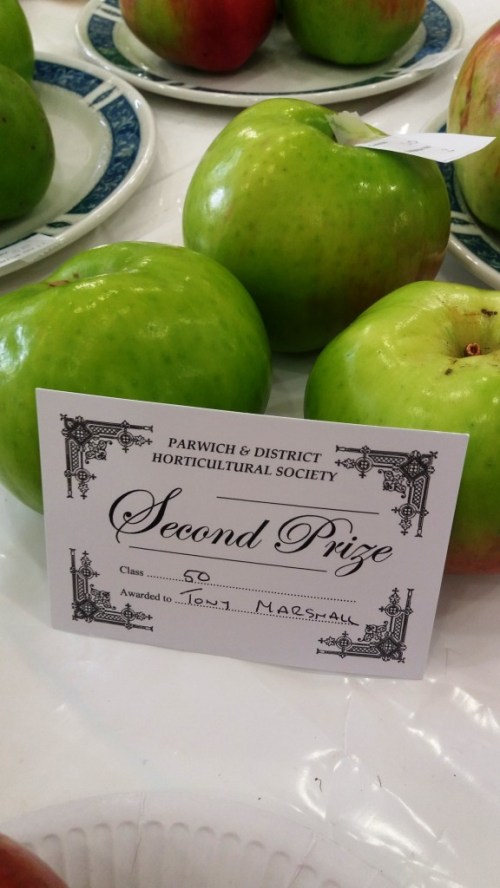 PARWICH & DISTRICT
HORTICULTURAL SOCIETY
Second Prize
Class 50
Awarded to TONY MARSHALL